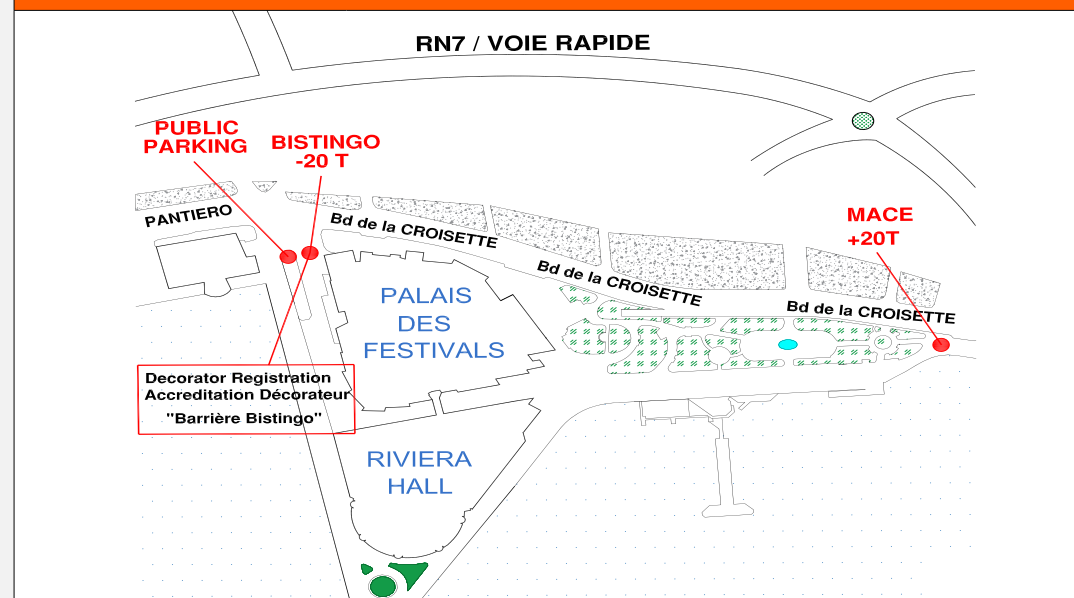 RN7 / VOIE RAPIDE
PUBLIC
PARKING
BISTINGO
-20 T
PANTIERO
Bd de la CROISETTE
MACE
+20T
Bd de la CROISETTE
Bd de la CROISETTE
PALAIS
DES
FESTIVALS
Decorator Registration
Accreditation Décorateur
"Barrière Bistingo"
RIVIERA
HALL